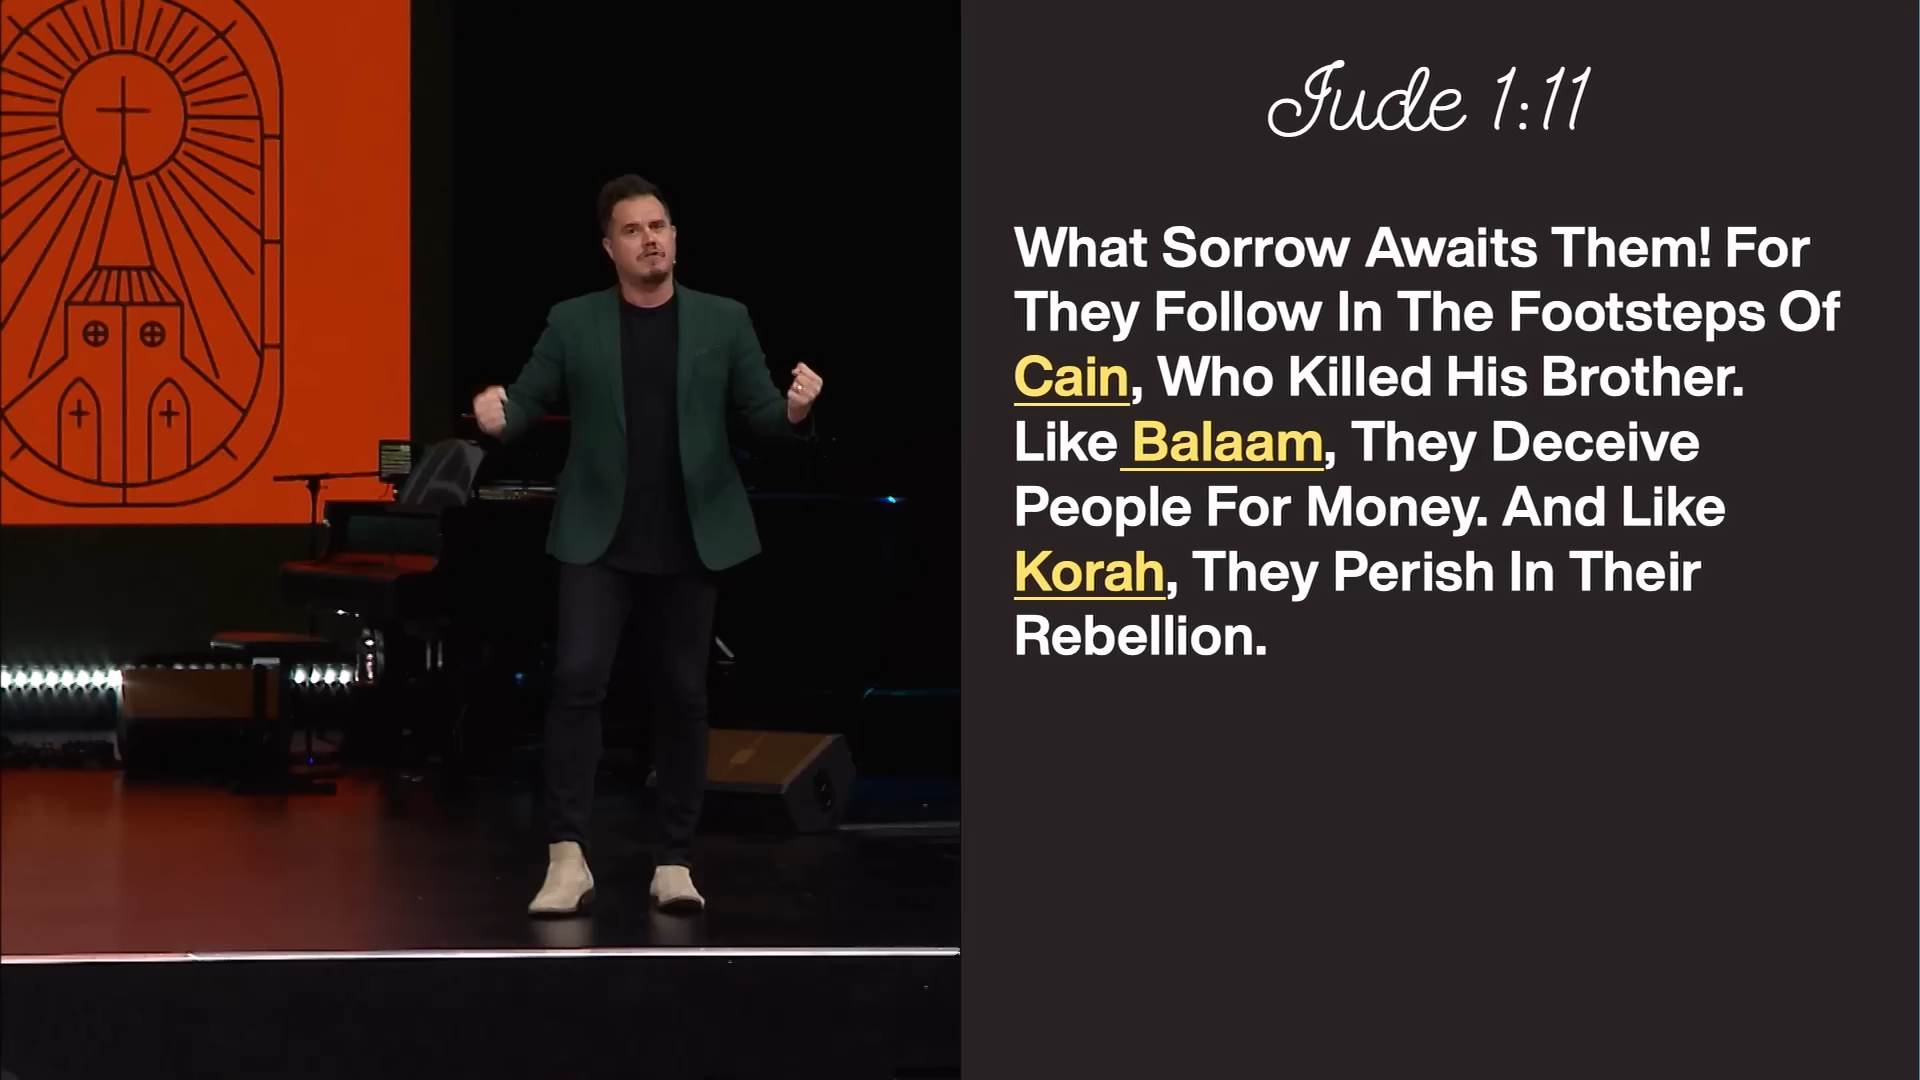 Jude 1:11
What Sorrow Awaits Them! For
They Follow In The Footsteps Of
Cain, Who Killed His Brother.
Like Balaam, They Deceive
People For Money. And Like
Korah, They Perish In Their
Rebellion.